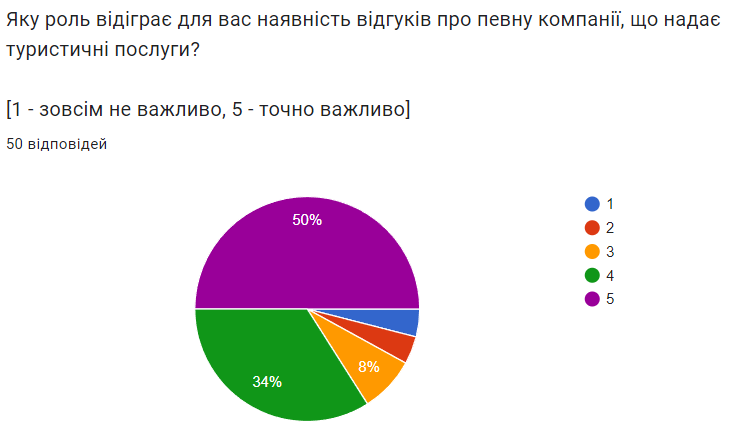 Яку роль відіграє для вас наявність відгуків про певну компанії, що надає
туристичні послуги?
[1 - зовсім не важливо, 5 - точно важливо]
50 відповідей
50%
34%
8%
1
2
3
4
5